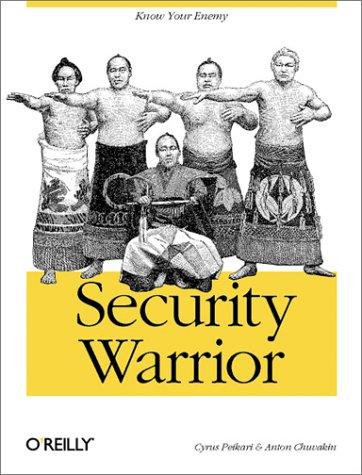 Know Your Enemy
Security
Warrior
O'REILLY®
Cyrus Peikari & Anton Chuvakin